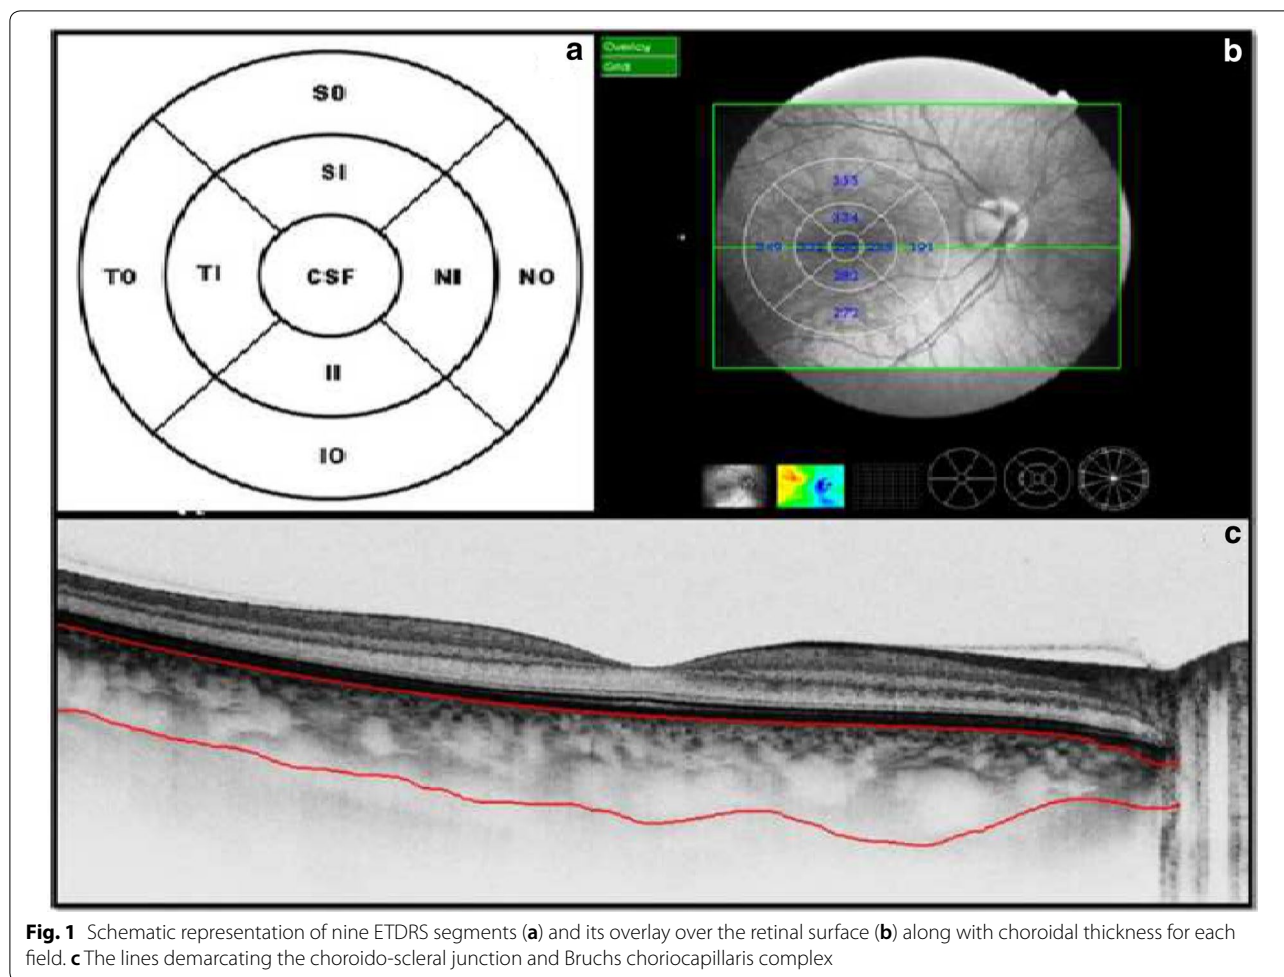 a
SO
SI
TO
TI
CSF
NI
NO
II
IO
Overlay
Grid
b
334
272
c
Fig. 1 Schematic representation of nine ETDRS segments (a) and its overlay over the retinal surface (b) along with choroidal thickness for each
field. c The lines demarcating the choroido-scleral junction and Bruchs choriocapillaris complex